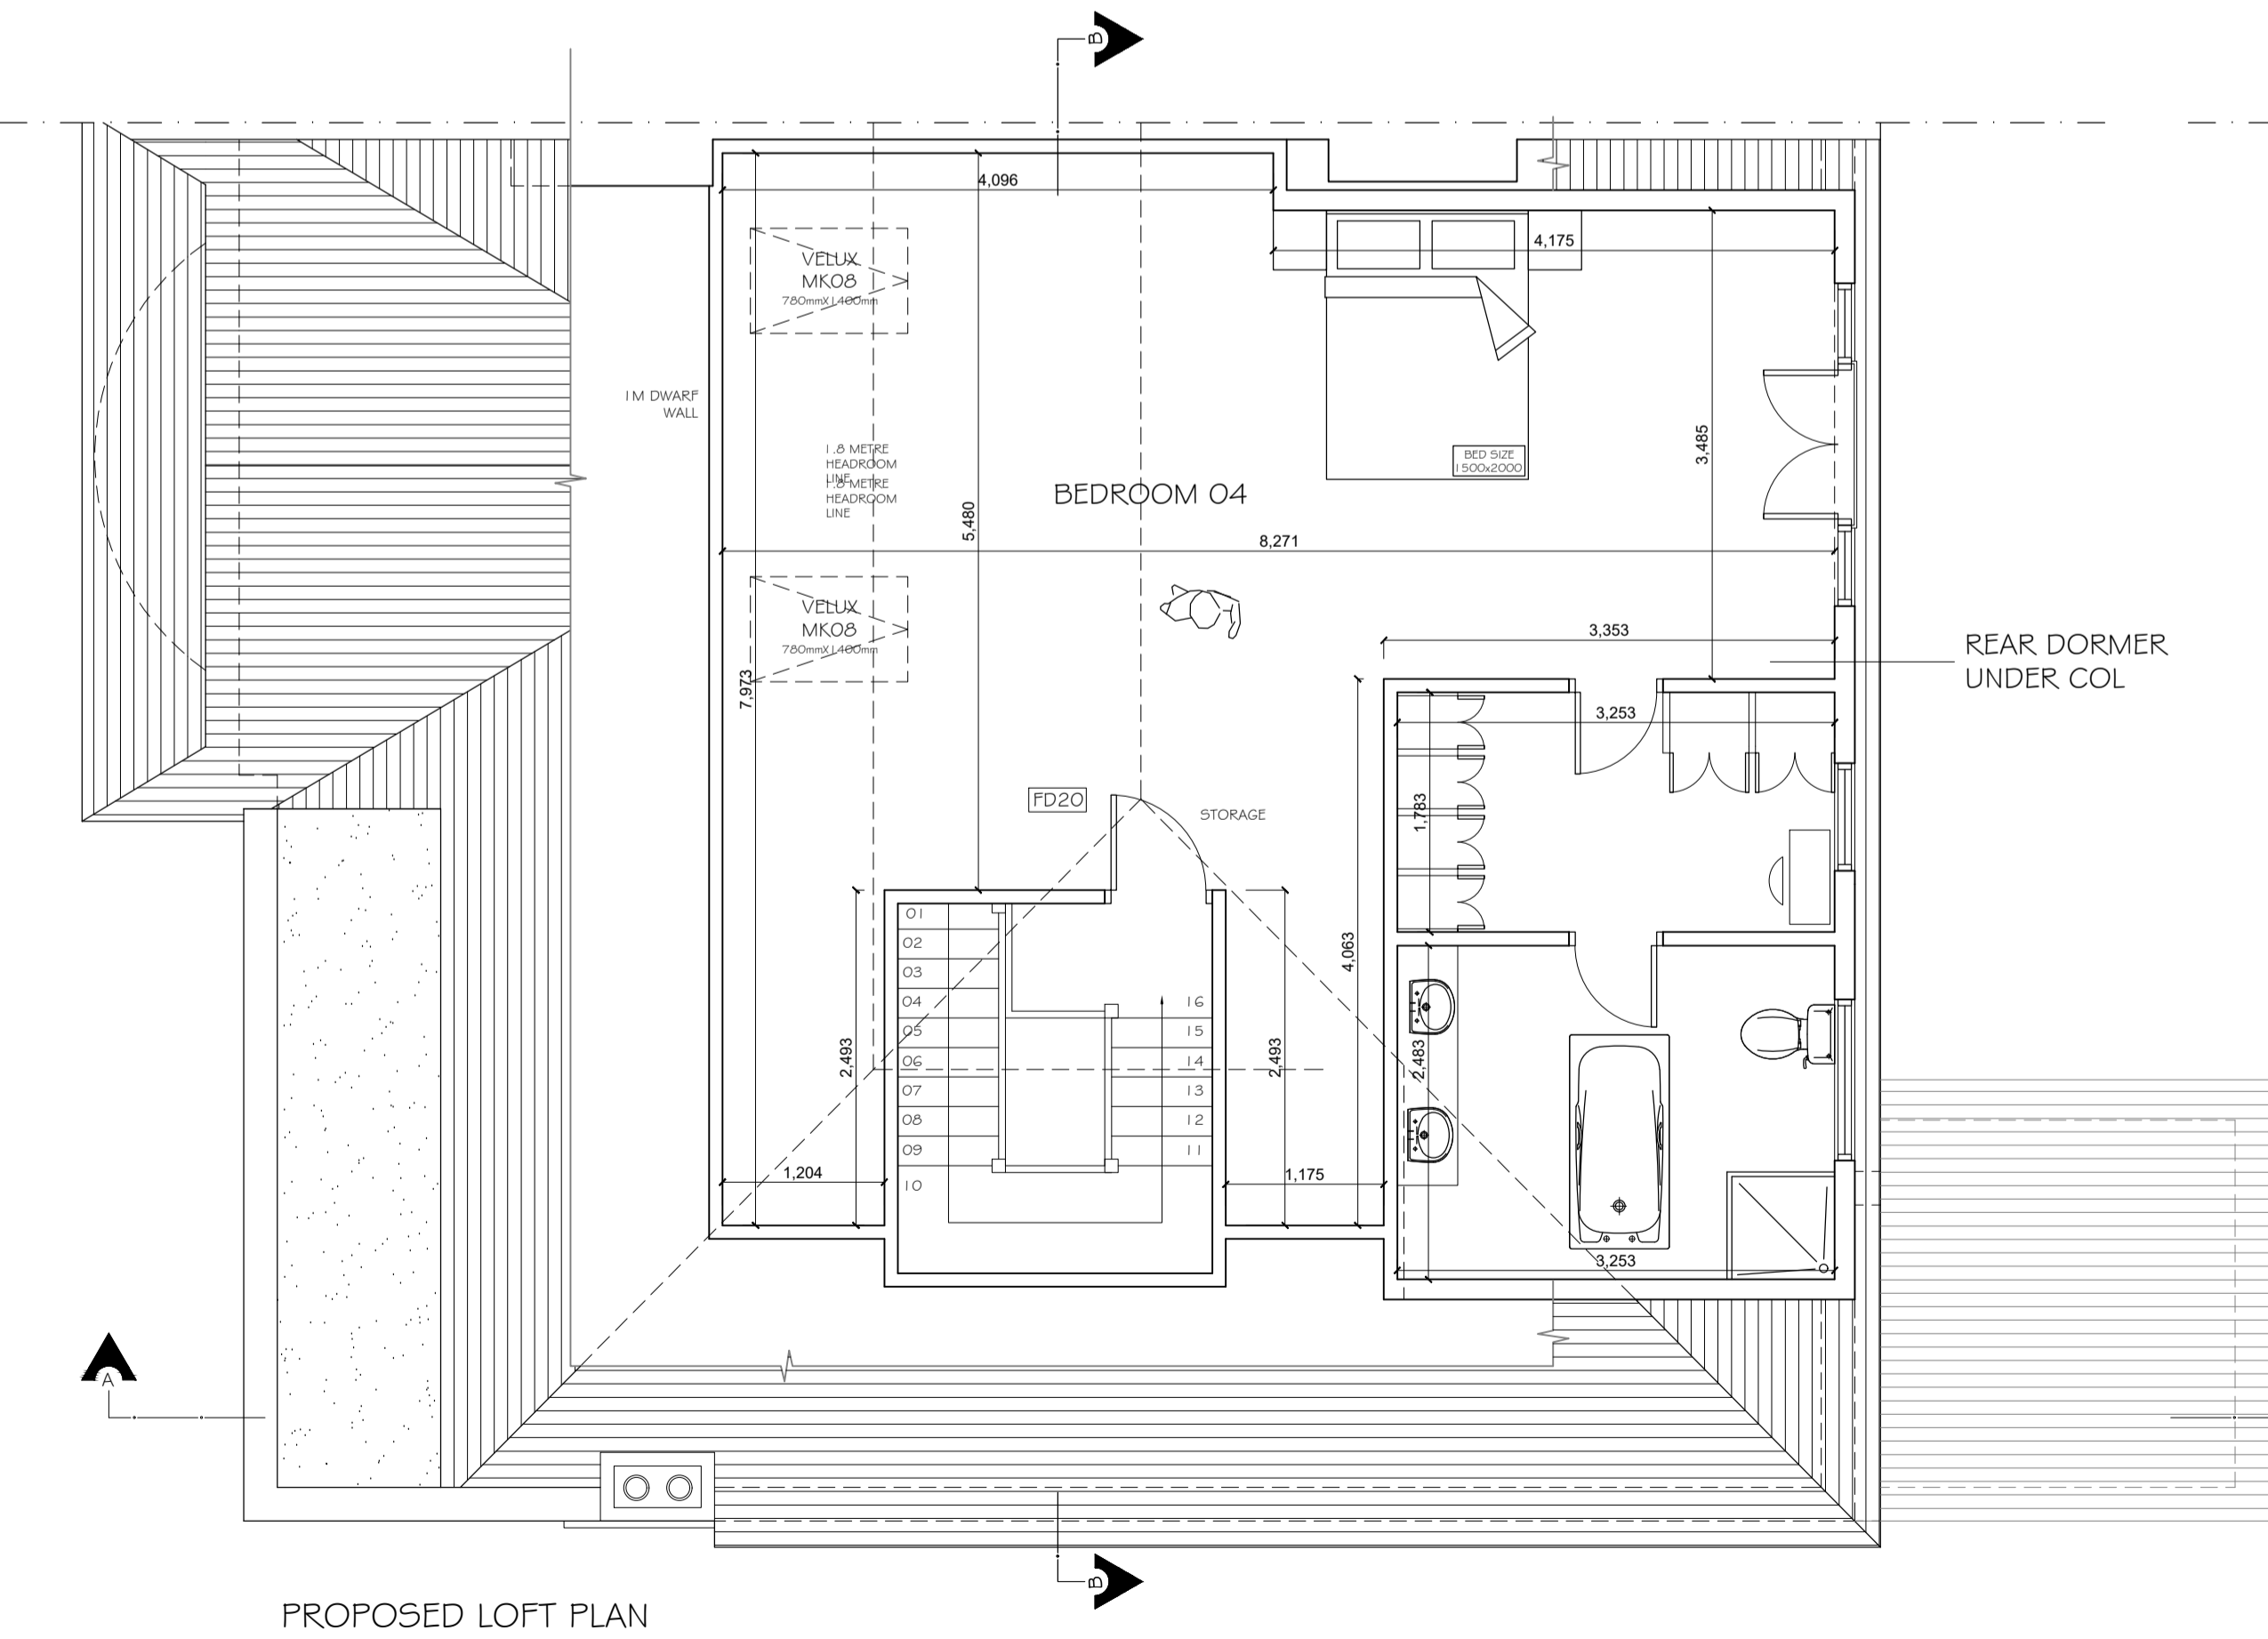 B
4,096
4,175
VELUX
MK08
780mmX1400mm
1M DWARF
WALL
1.8 METRE
HEADROOM
LINE
1.8 METRE
HEADROOM
LINE
BED SIZE
1500x2000
3,485
BEDROOM 04
5,480
8,271
VELUX
MK08
780mmX1400mm
7,973
3,353
REAR DORMER
UNDER COL
3,253
1,783
FD20
STORAGE
01
02
03
04
05
06
07
08
09
10
16
15
14
13
12
11
2,493
2,493
4,063
2,483
1,204
1,175
3,253
A
B
PROPOSED LOFT PLAN